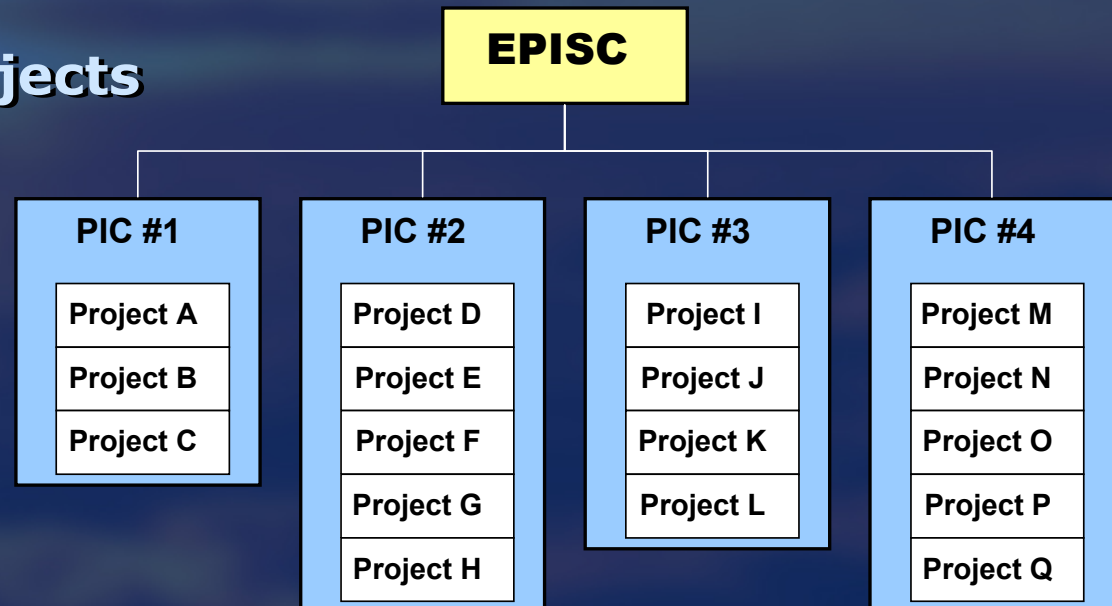 jects
EPISC
PIC #1
Project A
Project B
Project C
PIC #2
Project D
Project E
Project F
Project G
Project H
PIC #3
Project I
Project J
Project K
Project L
PIC #4
Project M
Project N
Project O
Project P
Project Q